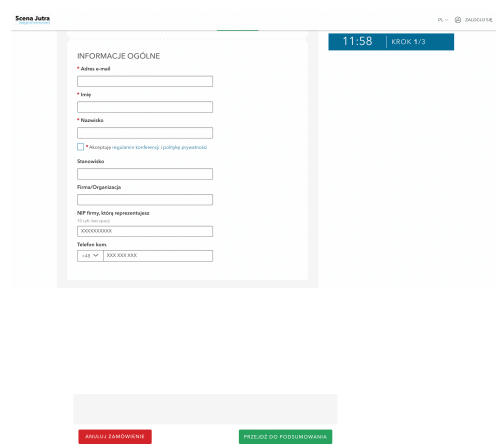 Scena Jutra
PL
ZALOGUJ SIĘ
11:58 KROK 1/3
INFORMACJE OGÓLNE
* Adres e-mail
* Imię
* Nazwisko
* Akceptuję regulamin konferencji i politykę prywatności
Stanowisko
Firma/Organizacja
NIP firmy, którą reprezentujesz
XXXXXXXXXX
Telefon kom.
+48 XXX XXX XXX
ANULUJ ZAMÓWIENIE
PRZEJDŹ DO PODSUMOWANIA